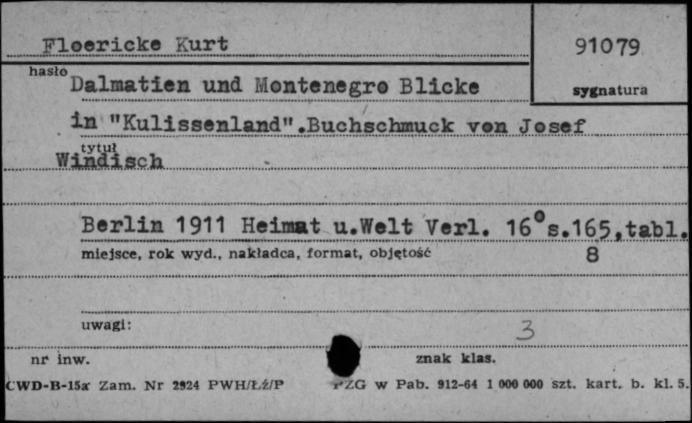 Floericke Kurt
91079
hasło
Dalmatien und Montenegro Blicke
sygnatura
in "Kulissenland".Buchschmuck von Josef
tytuł
Windisch
Berlin 1911 Heimat u.Welt Verl. 16° s.165,tabl.
miejsce, rok wyd., nakładca, format, objętość
8
uwagi:
3
nr inw.
znak klas.
CWD-B-15a Zam. Nr 2924 PWH/Łź/P PZG w Pab. 912-64 1 000 000 szt. kart. b. kl. 5.